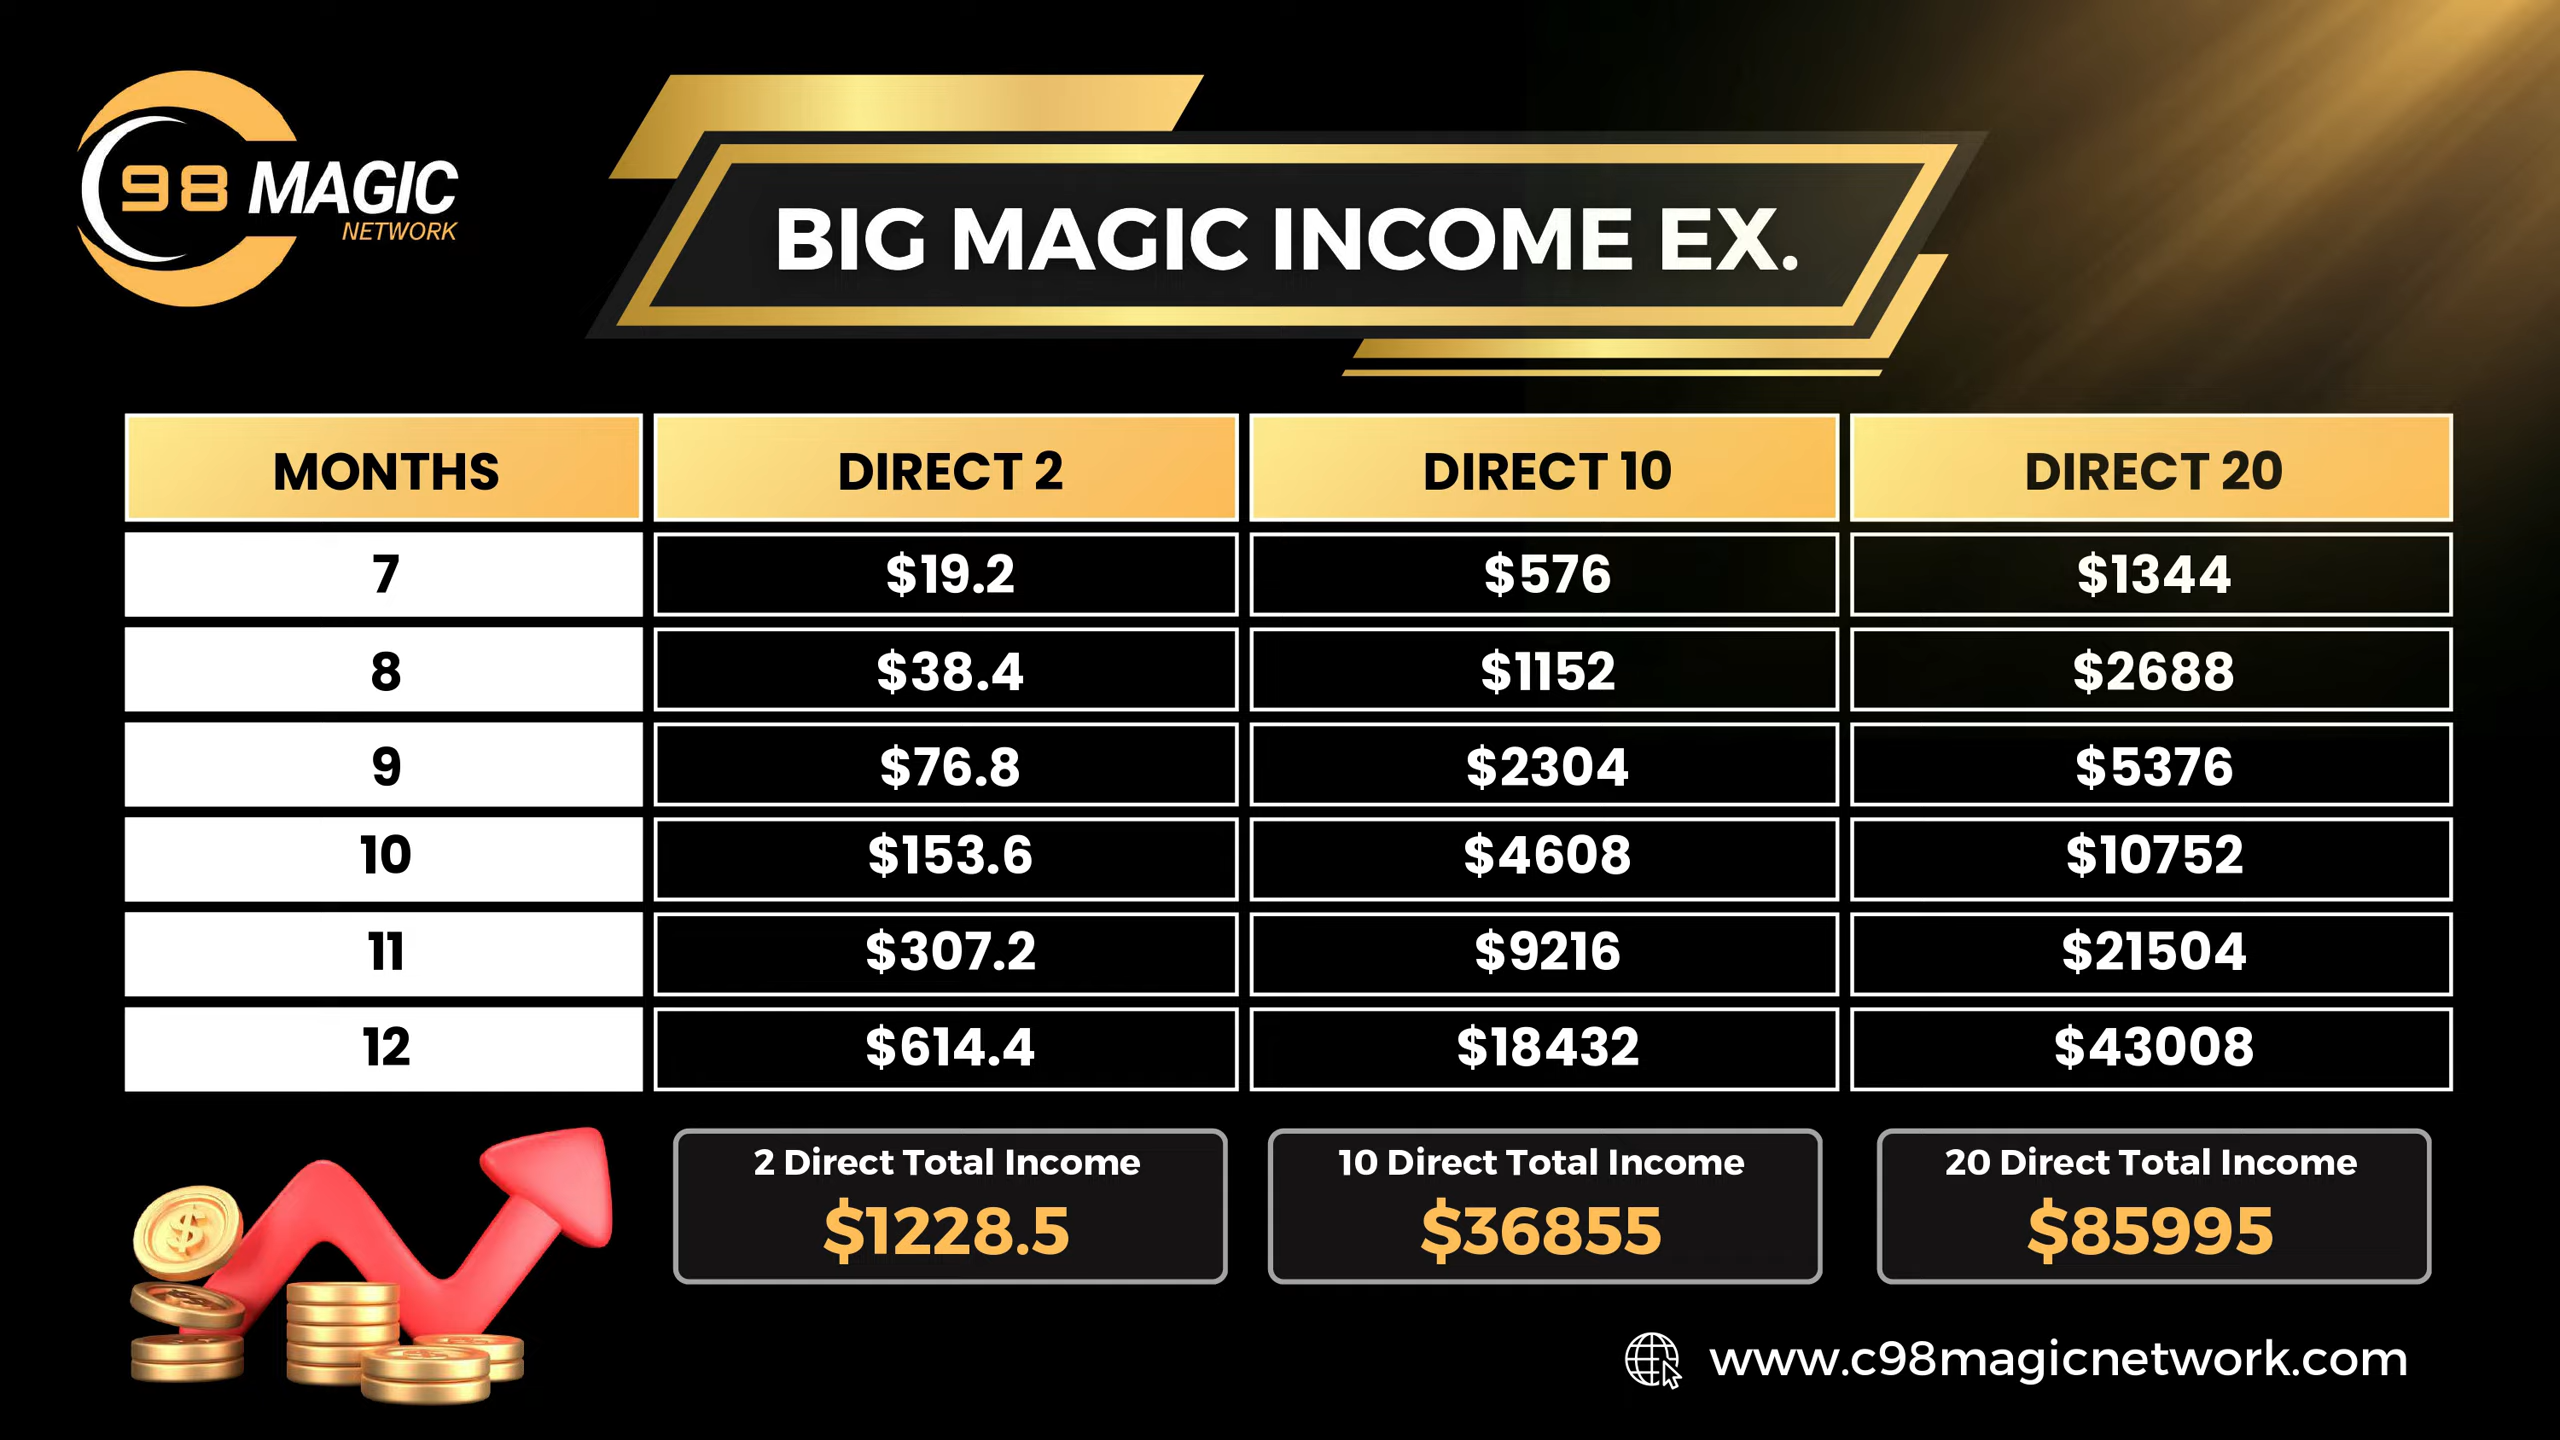 98 MAGIC
NETWORK
BIG MAGIC INCOME EX.
MONTHS DIRECT 2 DIRECT 10 DIRECT 20
7 $19.2 $576 $1344
8 $38.4 $1152 $2688
9 $76.8 $2304 $5376
10 $153.6 $4608 $10752
11 $307.2 $9216 $21504
12 $614.4 $18432 $43008
2 Direct Total Income
$1228.5
10 Direct Total Income
$36855
20 Direct Total Income
$85995
www.c98magicnetwork.com